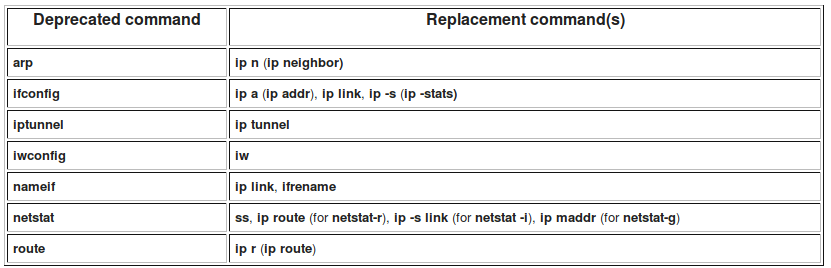 Deprecated command Replacement command(s)
arp ip n (ip neighbor)
ifconfig ip a (ip addr), ip link, ip -s (ip -stats)
iptunnel ip tunnel
iwconfig iw
nameif ip link, ifrename
netstat ss, ip route (for netstat-r), ip -s link (for netstat -i), ip maddr (for netstat-g)
route ip r (ip route)